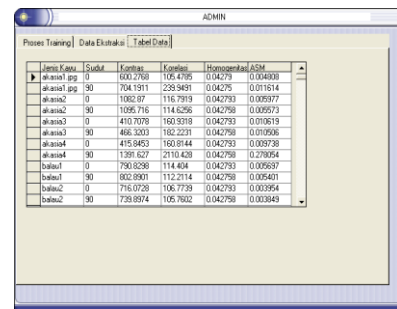 ADMIN
Proses Training Data Ekstraksi Tabel Data
Jenis Kayu Sudut Kontras Korelasi Homogenitas ASM
akasia1.jpg 0 600.2768 105.4785 0.04279 0.004808
akasia1.jpg 90 704.1911 239.9491 0.04275 0.011614
akasia2 0 1082.87 116.7919 0.042793 0.005977
akasia2 90 1095.716 114.6256 0.042758 0.005573
akasia3 0 410.7078 160.9318 0.042793 0.010619
akasia3 90 466.3203 182.2231 0.042758 0.010506
akasia4 0 415.8453 160.8144 0.042793 0.009738
akasia4 90 1391.627 2110.428 0.042758 0.278054
balau1 0 790.8298 114.404 0.042793 0.005697
balau1 90 802.8901 112.2114 0.042758 0.005401
balau2 0 716.0728 106.7739 0.042793 0.003954
balau2 90 739.8974 105.7602 0.042758 0.003849